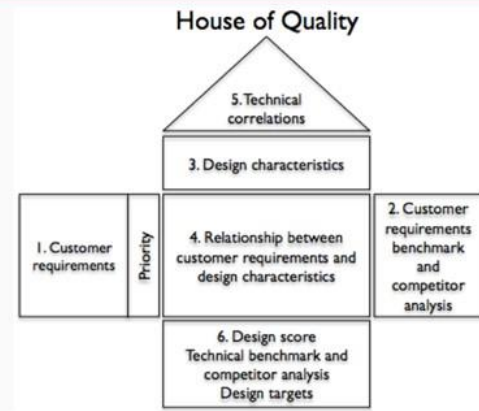 House of Quality
5. Technical
correlations
3. Design characteristics
1. Customer
requirements
Priority
4. Relationship between
customer requirements and
design characteristics
2. Customer
requirements
benchmark
and
competitor
analysis
6. Design score
Technical benchmark and
competitor analysis
Design targets